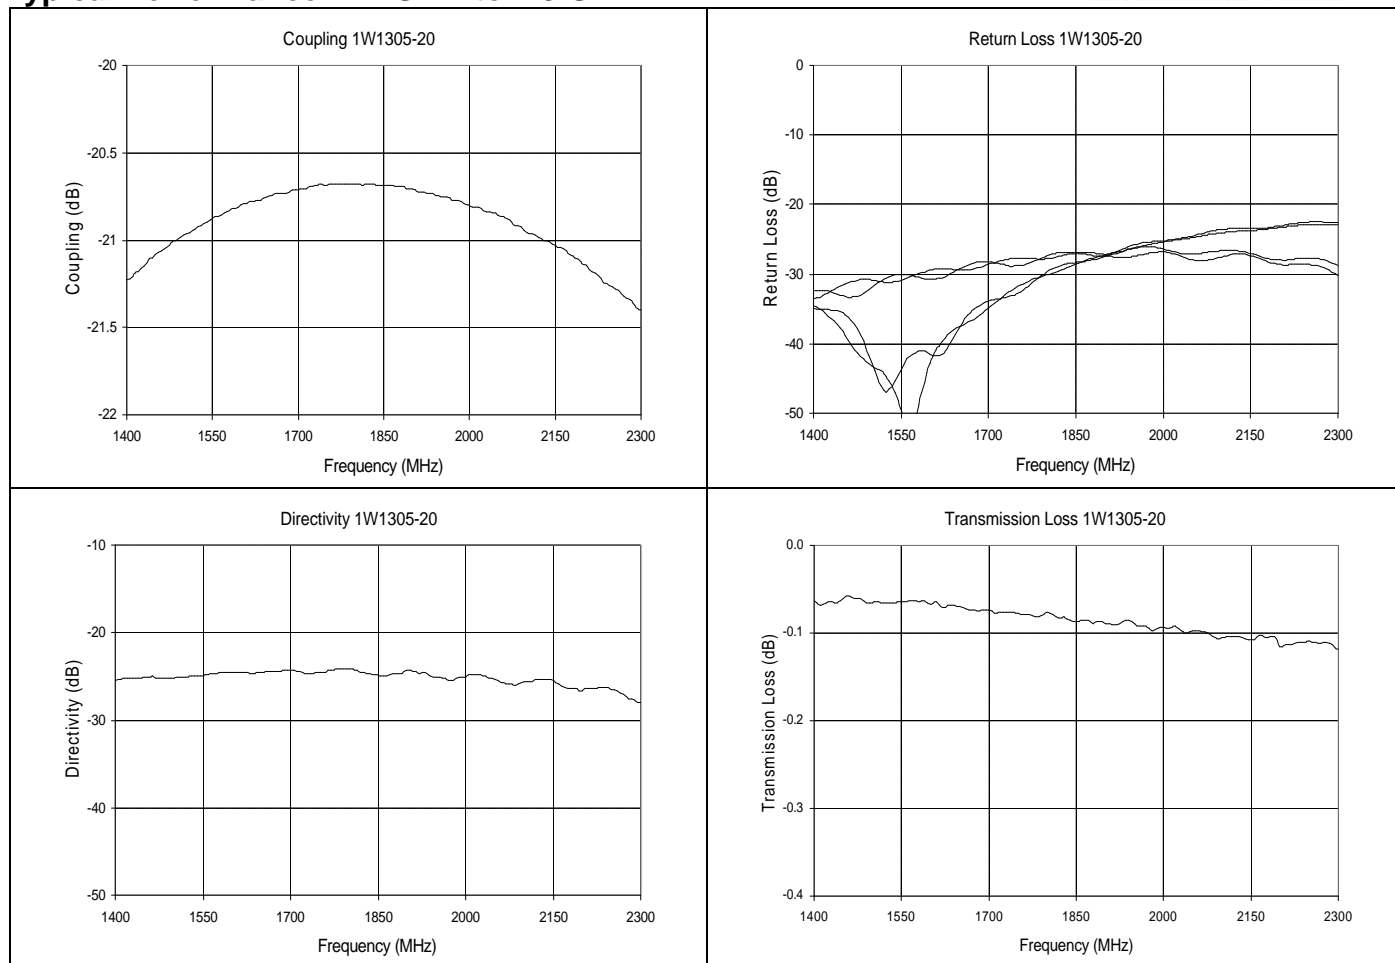 Coupling 1W1305-20
-20
-20.5
-21
-21.5
-22
Coupling (dB)
1400 1550 1700 1850 2000 2150 2300
Frequency (MHz)
Return Loss 1W1305-20
0
-10
-20
-30
-40
-50
Return Loss (dB)
1400 1550 1700 1850 2000 2150 2300
Frequency (MHz)
Directivity 1W1305-20
-10
-20
-30
-40
-50
Directivity (dB)
1400 1550 1700 1850 2000 2150 2300
Frequency (MHz)
Transmission Loss 1W1305-20
0.0
-0.1
-0.2
-0.3
-0.4
Transmission Loss (dB)
1400 1550 1700 1850 2000 2150 2300
Frequency (MHz)